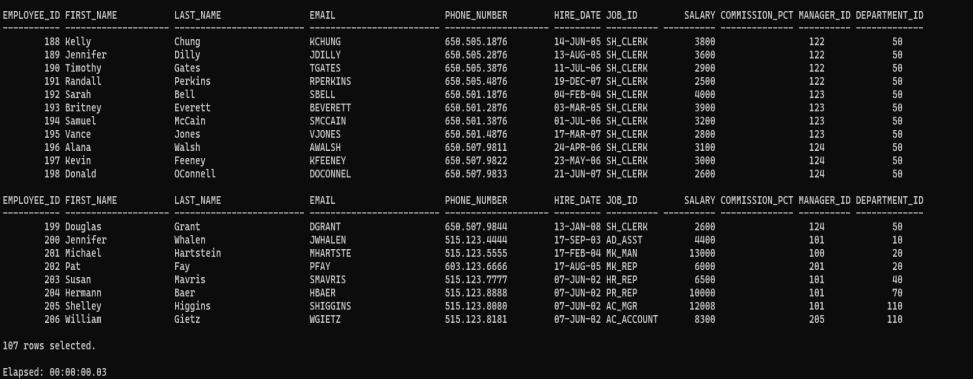 EMPLOYEE_ID FIRST_NAME LAST_NAME EMAIL PHONE_NUMBER HIRE_DATE JOB_ID SALARY COMMISSION_PCT MANAGER_ID DEPARTMENT_ID
----------- -------------------- ------------------------- ------------------------- -------------------- --------- ---------- ---------- -------------- ---------- -------------
188 Kelly Chung KCHUNG 650.505.1876 14-JUN-05 SH_CLERK 3800 122 50
189 Jennifer Dilly JDILLY 650.505.2876 13-AUG-05 SH_CLERK 3600 122 50
190 Timothy Gates TGATES 650.505.3876 11-JUL-06 SH_CLERK 2900 122 50
191 Randall Perkins RPERKINS 650.505.4876 19-DEC-07 SH_CLERK 2500 122 50
192 Sarah Bell SBELL 650.501.1876 04-FEB-04 SH_CLERK 4000 123 50
193 Britney Everett BEVERETT 650.501.2876 03-MAR-05 SH_CLERK 3900 123 50
194 Samuel McCain SMCCAIN 650.501.3876 01-JUL-06 SH_CLERK 3200 123 50
195 Vance Jones VJONES 650.501.4876 17-MAR-07 SH_CLERK 2800 123 50
196 Alana Walsh AWALSH 650.507.9811 24-APR-06 SH_CLERK 3100 124 50
197 Kevin Feeney KFEENEY 650.507.9822 23-MAY-06 SH_CLERK 3000 124 50
198 Donald OConnell DOCONNEL 650.507.9833 21-JUN-07 SH_CLERK 2600 124 50
EMPLOYEE_ID FIRST_NAME LAST_NAME EMAIL PHONE_NUMBER HIRE_DATE JOB_ID SALARY COMMISSION_PCT MANAGER_ID DEPARTMENT_ID
----------- -------------------- ------------------------- ------------------------- -------------------- --------- ---------- ---------- -------------- ---------- -------------
199 Douglas Grant DGRANT 650.507.9844 13-JAN-08 SH_CLERK 2600 124 50
200 Jennifer Whalen JWHALEN 515.123.4444 17-SEP-03 AD_ASST 4400 101 10
201 Michael Hartstein MHARTSTE 515.123.5555 17-FEB-04 MK_MAN 13000 100 20
202 Pat Fay PFAY 603.123.6666 17-AUG-05 MK_REP 6000 201 20
203 Susan Mavris SMAVRIS 515.123.7777 07-JUN-02 HR_REP 6500 101 40
204 Hermann Baer HBAER 515.123.8888 07-JUN-02 PR_REP 10000 101 70
205 Shelley Higgins SHIGGINS 515.123.8080 07-JUN-02 AC_MGR 12008 101 110
206 William Gietz WGIETZ 515.123.8181 07-JUN-02 AC_ACCOUNT 8300 205 110
107 rows selected.
Elapsed: 00:00:00.03